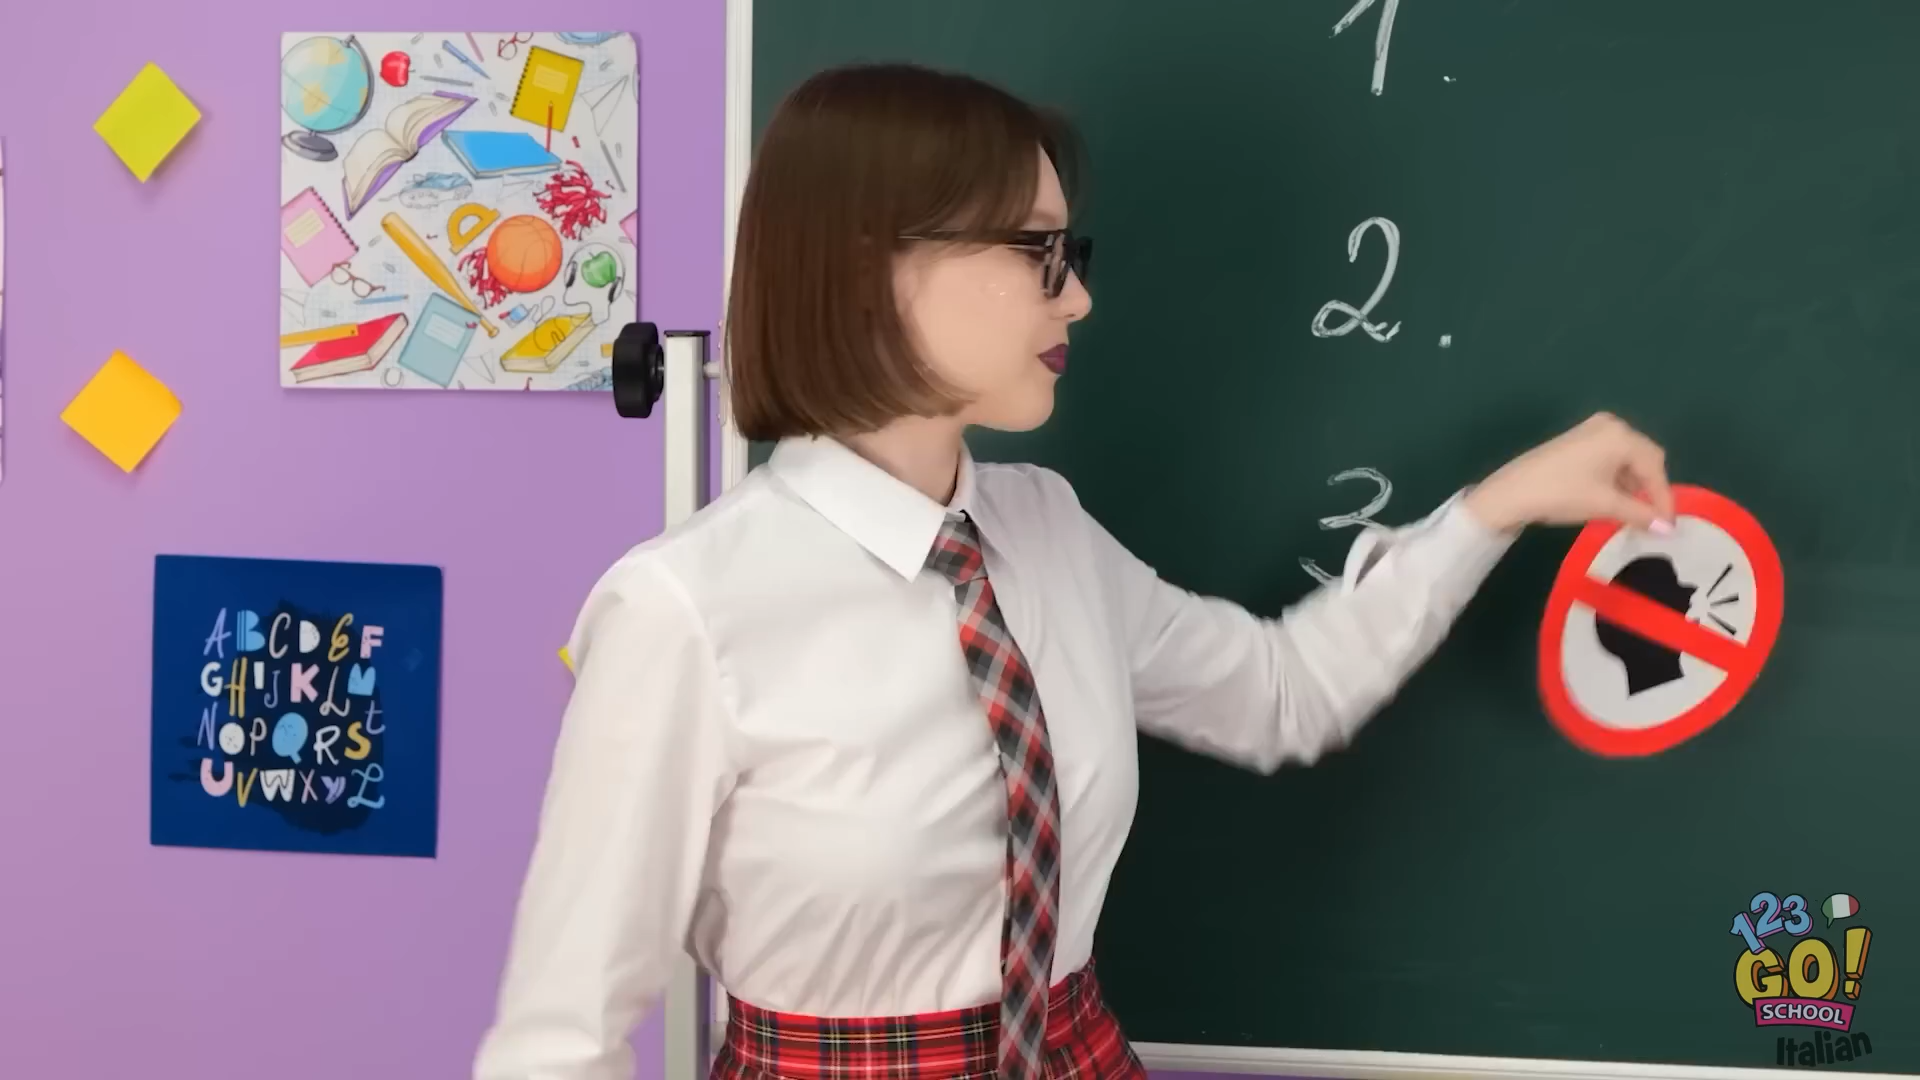 1.
2.
3
ABCDEF
GHIJKLM
NOPQRSt
UVWXYZ
123
GO!
SCHOOL
Italian